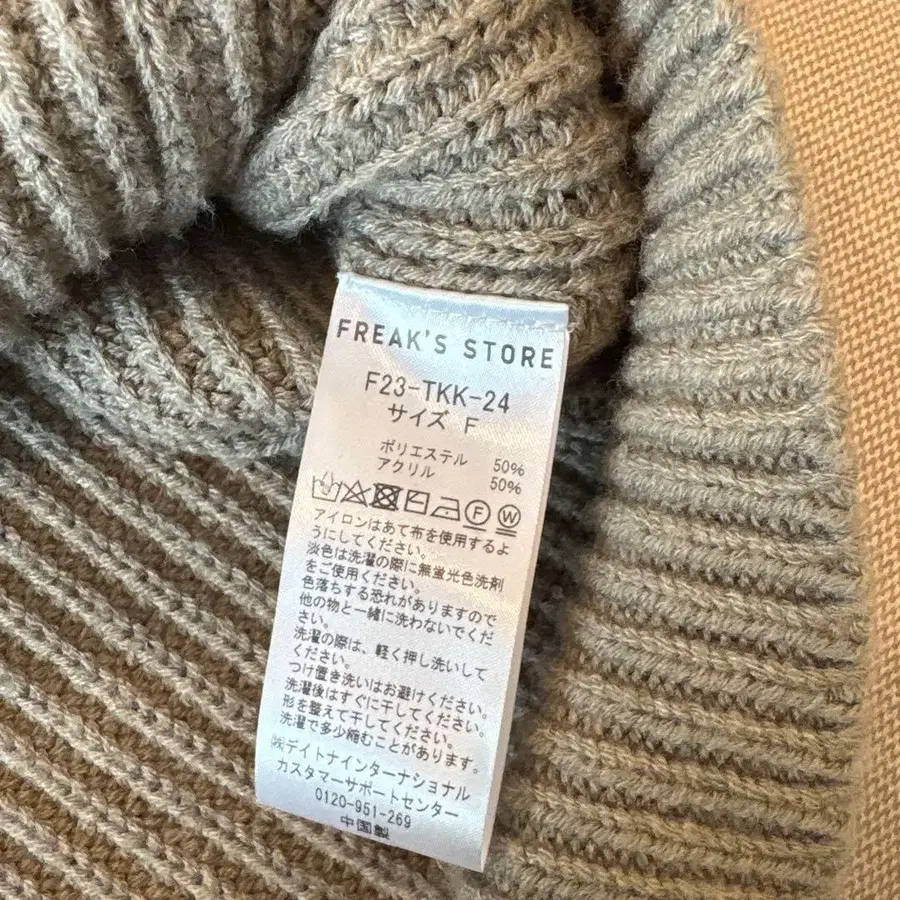 FREAK'S STORE
F23-TKK-24
サイズ F
ポリエステル 50%
アクリル 50%
F W
アイロンはあて布を使用するよ
うにしてください。
淡色は洗濯の際に無蛍光色洗剤
をご使用ください。
色落ちする恐れがありますので
他の物と一緒に洗わないでくだ
さい。
洗濯の際は、軽く押し洗いして
ください。
つけ置き洗いはお避けください。
洗濯後はすぐに干してください。
形を整えて干してください。
洗濯で多少縮むことがあります。
㈱デイトナインターナショナル
カスタマーサポートセンター
0120-951-269
中国製